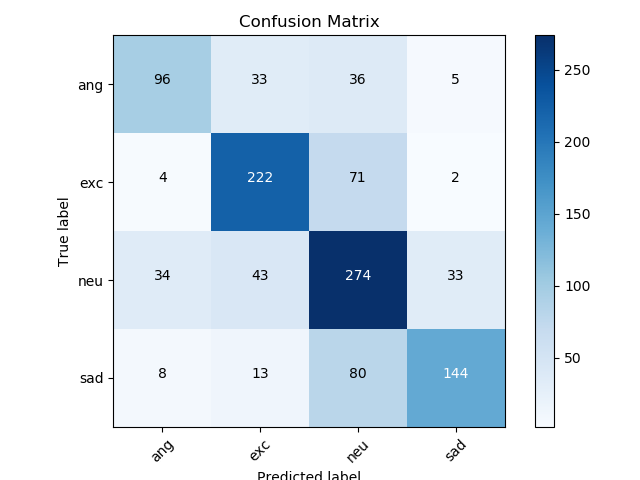 Confusion Matrix
ang 96 33 36 5
exc 4 222 71 2
neu 34 43 274 33
sad 8 13 80 144
ang exc neu sad
True label
Predicted label
250
200
150
100
50